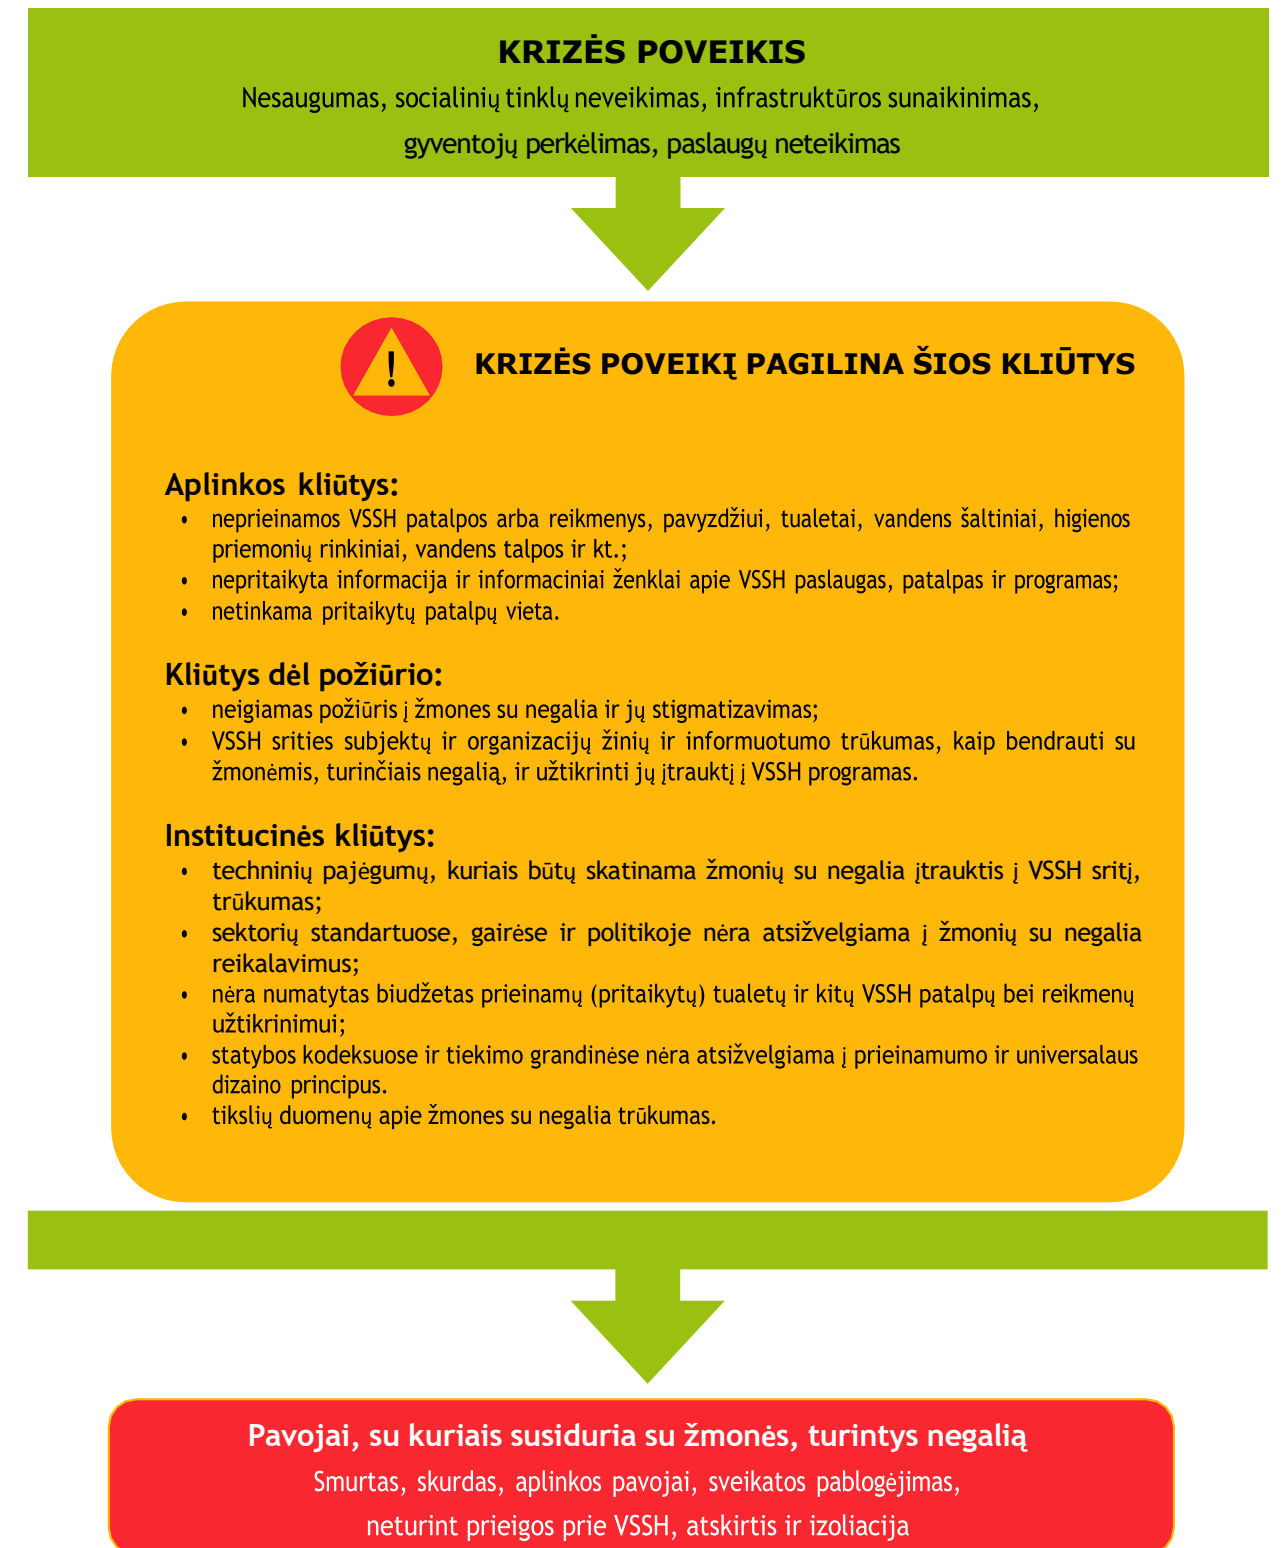 KRIZĖS POVEIKIS
Nesaugumas, socialinių tinklų neveikimas, infrastruktūros sunaikinimas,
gyventojų perkėlimas, paslaugų neteikimas
!
KRIZĖS POVEIKĮ PAGILINA ŠIOS KLIŪTYS
Aplinkos kliūtys:
• neprieinamos VSSH patalpos arba reikmenys, pavyzdžiui, tualetai, vandens šaltiniai, higienos
priemonių rinkiniai, vandens talpos ir kt.;
• nepritaikyta informacija ir informaciniai ženklai apie VSSH paslaugas, patalpas ir programas;
• netinkama pritaikytų patalpų vieta.
Kliūtys dėl požiūrio:
• neigiamas požiūris į žmones su negalia ir jų stigmatizavimas;
• VSSH srities subjektų ir organizacijų žinių ir informuotumo trūkumas, kaip bendrauti su
žmonėmis, turinčiais negalią, ir užtikrinti jų įtrauktį į VSSH programas.
Institucinės kliūtys:
• techninių pajėgumų, kuriais būtų skatinama žmonių su negalia įtrauktis į VSSH sritį,
trūkumas;
• sektorių standartuose, gairėse ir politikoje nėra atsižvelgiama į žmonių su negalia
reikalavimus;
• nėra numatytas biudžetas prieinamų (pritaikytų) tualetų ir kitų VSSH patalpų bei reikmenų
užtikrinimui;
• statybos kodeksuose ir tiekimo grandinėse nėra atsižvelgiama į prieinamumo ir universalaus
dizaino principus.
• tikslių duomenų apie žmones su negalia trūkumas.
Pavojai, su kuriais susiduria su žmonės, turintys negalią
Smurtas, skurdas, aplinkos pavojai, sveikatos pablogėjimas,
neturint prieigos prie VSSH, atskirtis ir izoliacija